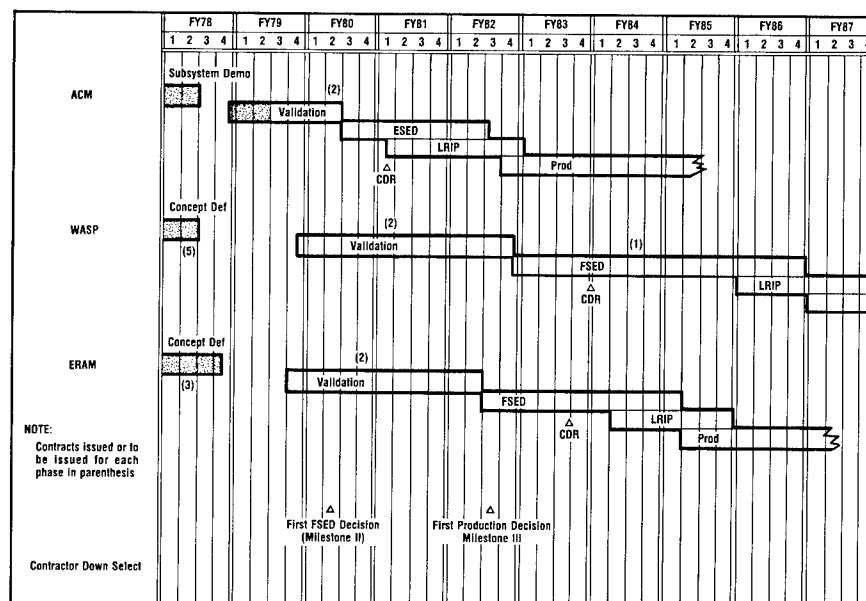 FY78 FY79 FY80 FY81 FY82 FY83 FY84 FY85 FY86 FY87
1 2 3 4 1 2 3 4 1 2 3 4 1 2 3 4 1 2 3 4 1 2 3 4 1 2 3 4 1 2 3 4 1 2 3 4 1 2 3 4
Subsystem Demo
ACM
(2)
Validation
ESED
LRIP
Prod
CDR
Concept Def
WASP
(5)
(2)
Validation
(1)
FSED
LRIP
CDR
Concept Def
ERAM
(3)
(2)
Validation
FSED
LRIP
CDR
Prod
NOTE:
Contracts issued or to
be issued for each
phase in parenthesis
First FSED Decision
(Milestone II)
First Production Decision
Milestone III
Contractor Down Select